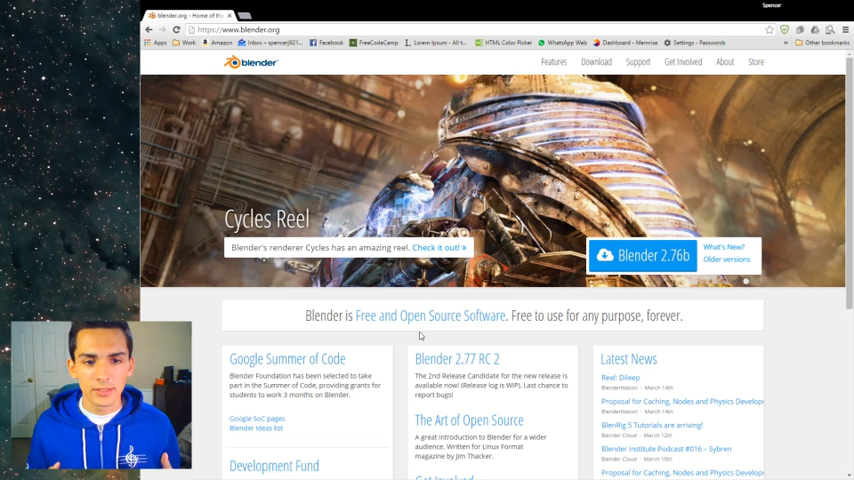 Spencer
blender.org - Home of the
https://www.blender.org
Apps
Work
Amazon
Inbox – spencerj921...
Facebook
FreeCodeCamp
Lorem Ipsum - All t...
HTML Color Picker
WhatsApp Web
Dashboard - Memrise
Settings - Passwords
»
Other bookmarks
blender
Features
Download
Support
Get Involved
About
Store
Cycles Reel
Blender's renderer Cycles has an amazing reel. Check it out! »
Blender 2.76b
What's New?
Older versions
Blender is Free and Open Source Software. Free to use for any purpose, forever.
Google Summer of Code
Blender Foundation has been selected to take
part in the Summer of Code, providing grants for
students to work 3 months on Blender.
Google SoC pages
Blender ideas list
Development Fund
Blender 2.77 RC 2
The 2nd Release Candidate for the new release is
available now! (Release log is WIP). Last chance to
report bugs!
The Art of Open Source
A great introduction to Blender for a wider
audience. Written for Linux Format
magazine by Jim Thacker.
Get Involved
Latest News
Reel: Dileep
BlenderNation - March 14th
Proposal for Caching, Nodes and Physics Develop
BlenderNation - March 14th
BlenRig 5 Tutorials are arriving!
Blender Cloud - March 12th
Blender Institute Podcast #016 – Sybren
Blender Cloud - March 10th
Proposal for Caching, Nodes and Physics Develop